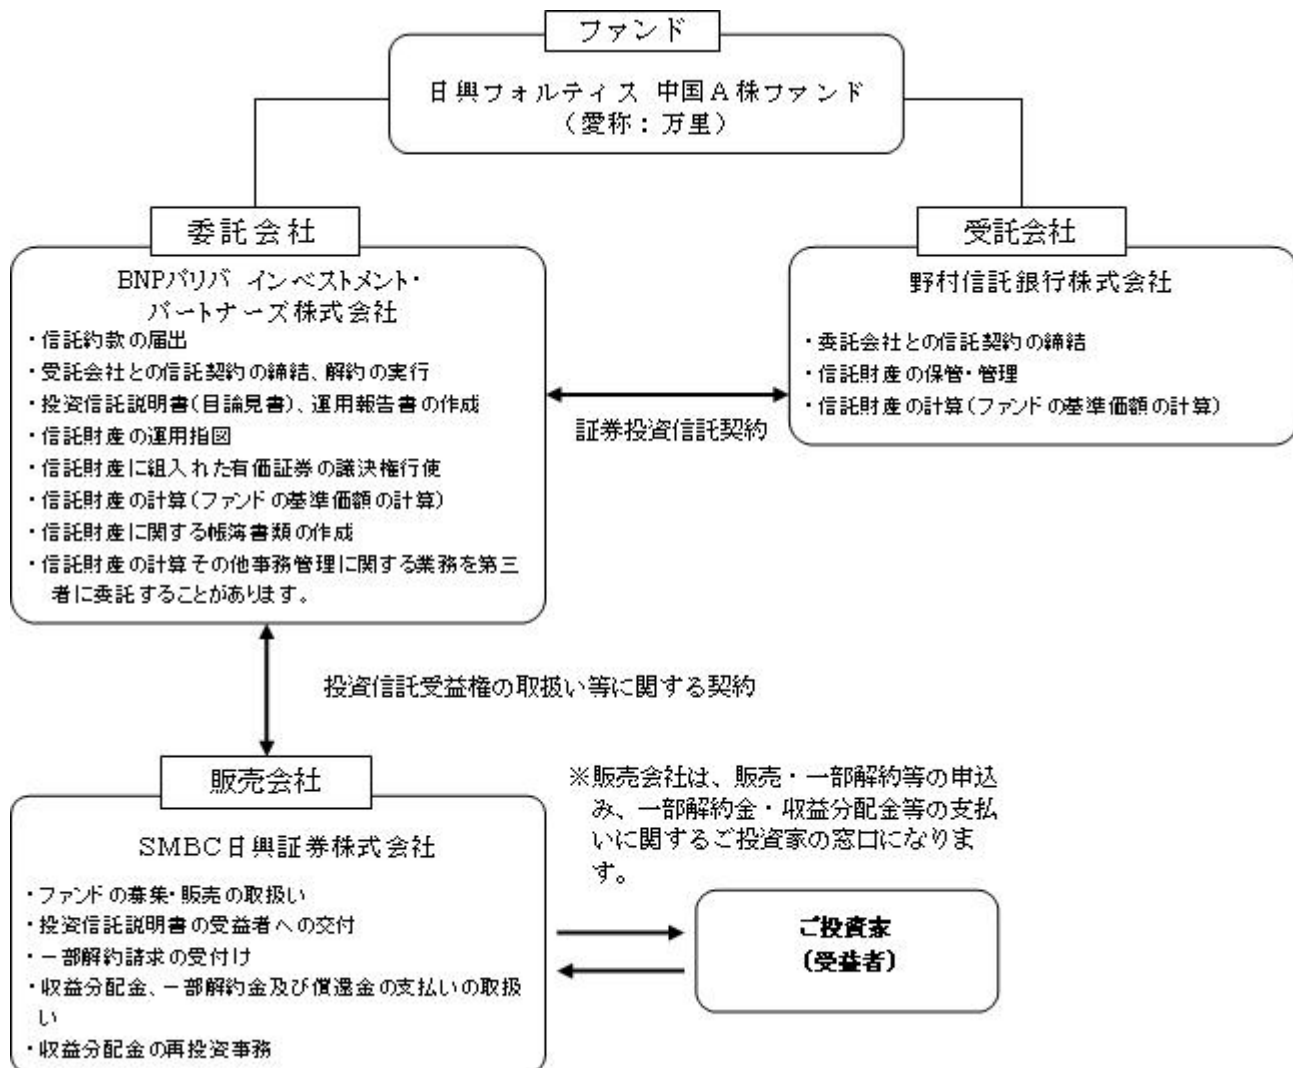 ファンド
日興フォルティス 中国A株ファンド
（愛称：万里）
委託会社
BNPパリバ インベストメント・
パートナーズ株式会社
・信託約款の届出
・受託会社との信託契約の締結、解約の実行
・投資信託説明書(目論見書)、運用報告書の作成
・信託財産の運用指図
・信託財産に組入れた有価証券の議決権行使
・信託財産の計算(ファンドの基準価額の計算)
・信託財産に関する帳簿書類の作成
・信託財産の計算その他事務管理に関する業務を第三
者に委託することがあります。
受託会社
野村信託銀行株式会社
・委託会社との信託契約の締結
・信託財産の保管・管理
・信託財産の計算(ファンドの基準価額の計算)
証券投資信託契約
投資信託受益権の取扱い等に関する契約
販売会社
SMBC日興証券株式会社
・ファンドの募集・販売の取扱い
・投資信託説明書の受益者への交付
・一部解約請求の受付け
・収益分配金、一部解約金及び償還金の支払いの取扱
い
・収益分配金の再投資事務
※販売会社は、販売・一部解約等の申込
み、一部解約金・収益分配金等の支払
いに関するご投資家の窓口になりま
す。
ご投資家
（受益者）